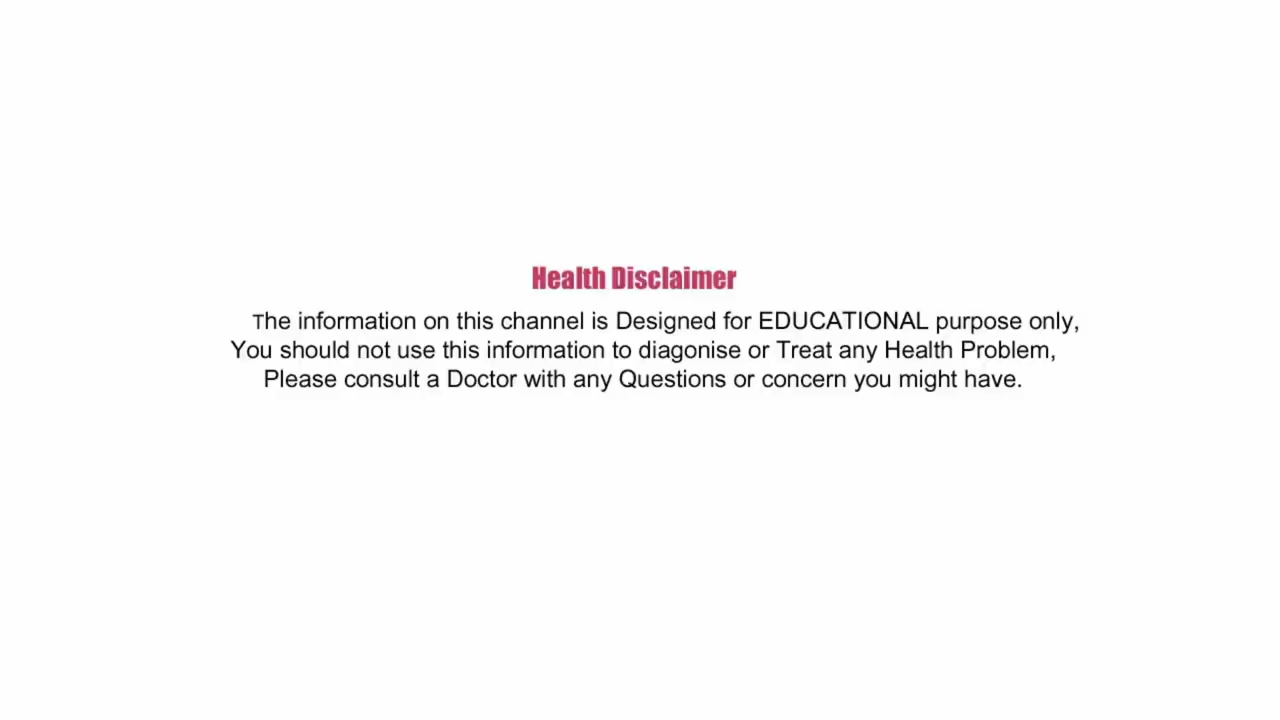 Health Disclaimer
The information on this channel is Designed for EDUCATIONAL purpose only,
You should not use this information to diagonise or Treat any Health Problem,
Please consult a Doctor with any Questions or concern you might have.